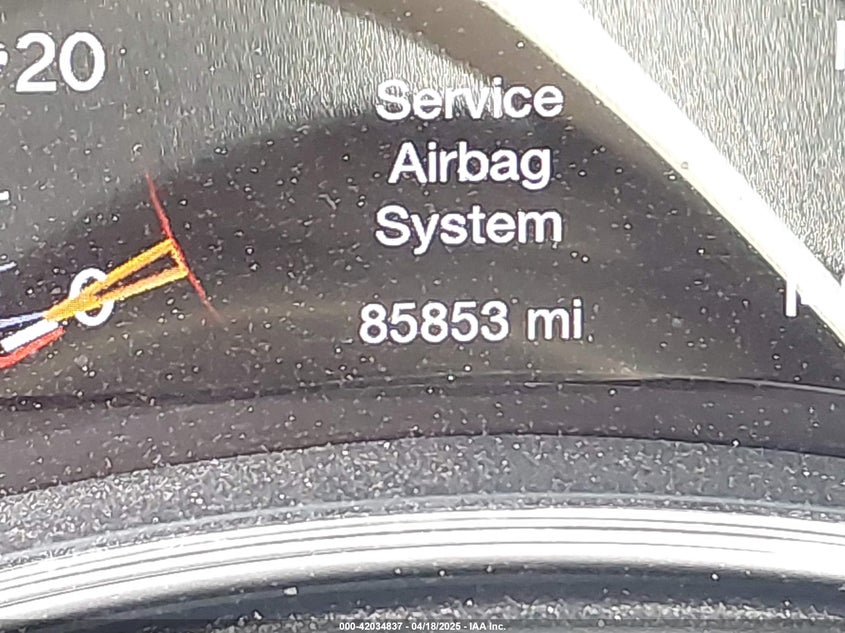 20
Service
Airbag
System
0
85853 mi
000-42034837 - 04/18/2025 - IAA Inc.